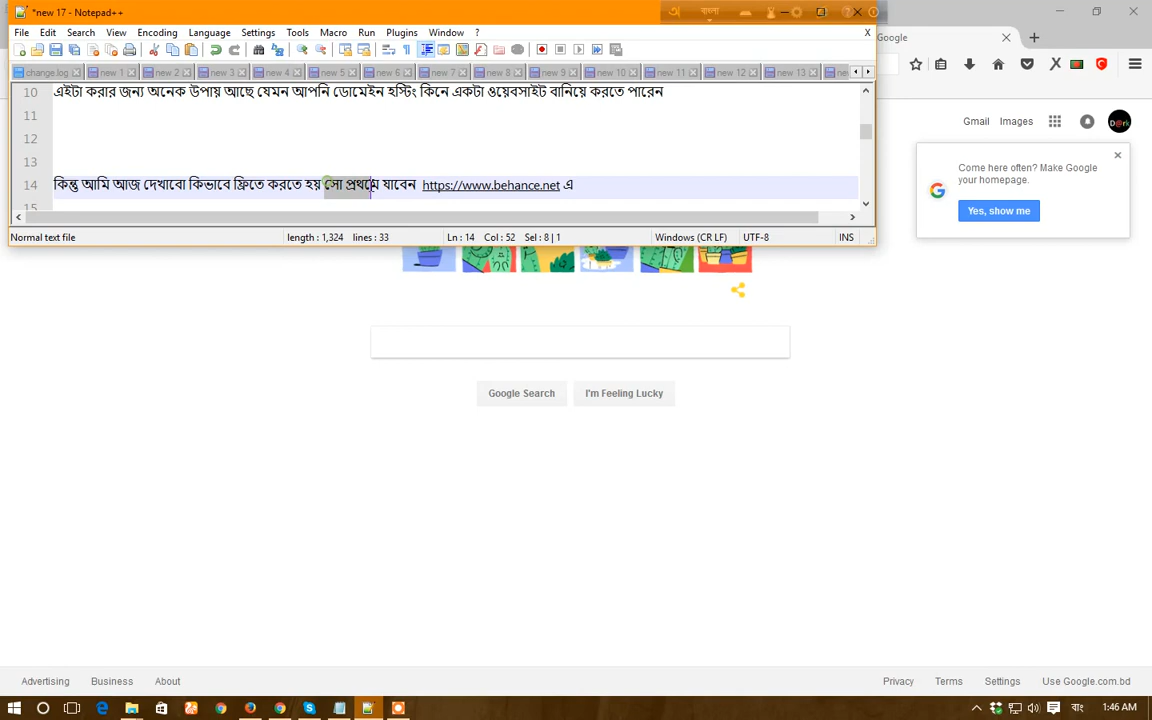 *new 17 - Notepad++
বাংলা
File Edit Search View Encoding Language Settings Tools Macro Run Plugins Window ?
X
Google
change.log new 1 new 2 new 3 new 4 new 5 new 6 new 7 new 8 new 9 new 10 new 11 new 12 new 13
10 এইটা করার জন্য অনেক উপায় আছে যেমন আপনি ডোমেইন হস্টিং কিনে একটা ওয়েবসাইট বানিয়ে করতে পারেন
11
12
13
14 কিন্তু আমি আজ দেখাবো কিভাবে ফ্রিতে করতে হয় সো প্রথমে যাবেন https://www.behance.net এ
15
Normal text file length : 1,324 lines : 33 Ln : 14 Col : 52 Sel : 8 | 1 Windows (CR LF) UTF-8 INS
Gmail Images D@rk
Come here often? Make Google
your homepage.
Yes, show me
Google Search I'm Feeling Lucky
Advertising Business About Privacy Terms Settings Use Google.com.bd
বাং 1:46 AM